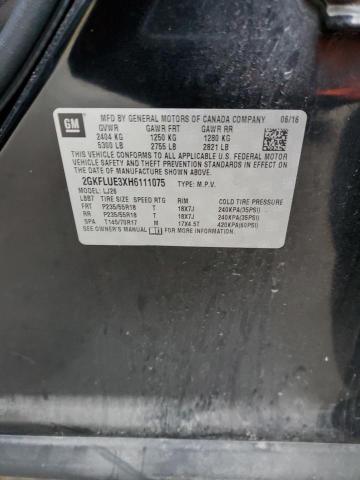 GM
MFD BY GENERAL MOTORS OF CANADA COMPANY 06/16
GVWR GAWR FRT GAWR RR
2404 KG 1250 KG 1280 KG
5300 LB 2755 LB 2821 LB
THIS VEHICLE CONFORMS TO ALL APPLICABLE U.S. FEDERAL MOTOR
VEHICLE SAFETY AND THEFT PREVENTION STANDARDS IN EFFECT ON
THE DATE OF MANUFACTURE SHOWN ABOVE.
2GKFLUE3XH6111075 TYPE: M.P.V.
MODEL: LJ26
LBB7 TIRE SIZE SPEED RTG RIM COLD TIRE PRESSURE
FRT P235/55R18 T 18X7J 240KPA(35PSI)
RR P235/55R18 T 18X7J 240KPA(35PSI)
SPA T145/70R17 M 17X4.5T 420KPA(60PSI)
SEE OWNER'S MANUAL FOR MORE INFORMATION.